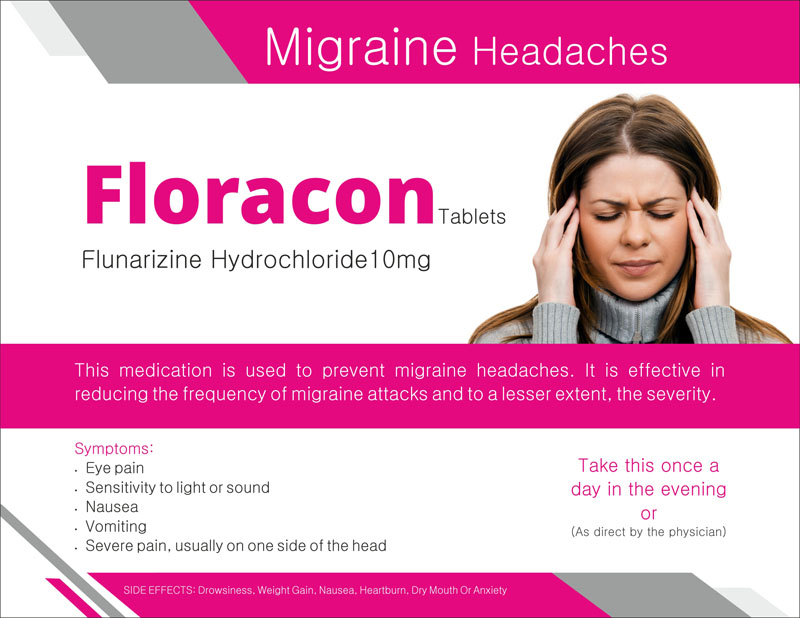 Migraine Headaches
Floracon Tablets
Flunarizine Hydrochloride10mg
This medication is used to prevent migraine headaches. It is effective in
reducing the frequency of migraine attacks and to a lesser extent, the severity.
Symptoms:
• Eye pain
• Sensitivity to light or sound
• Nausea
• Vomiting
• Severe pain, usually on one side of the head
Take this once a
day in the evening
or
(As direct by the physician)
SIDE EFFECTS: Drowsiness, Weight Gain, Nausea, Heartburn, Dry Mouth Or Anxiety